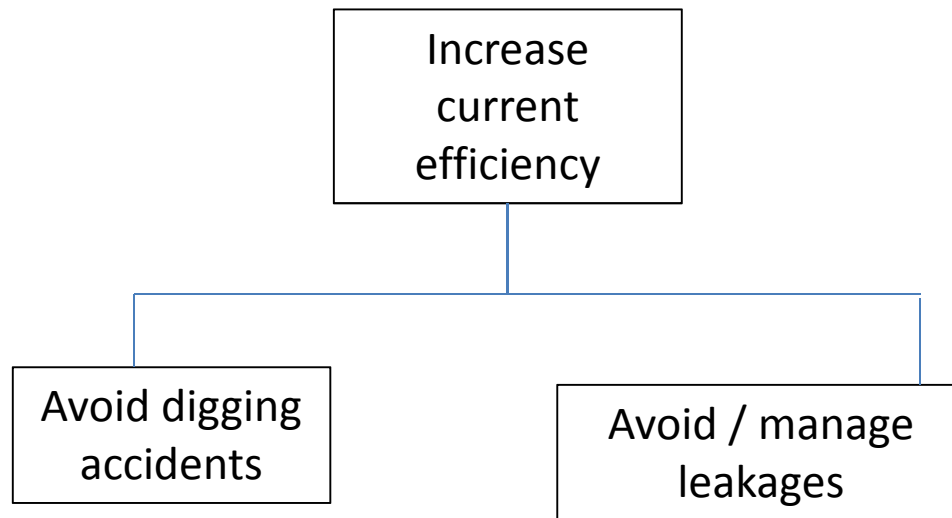 Increase
current
efficiency
Avoid digging
accidents
Avoid / manage
leakages